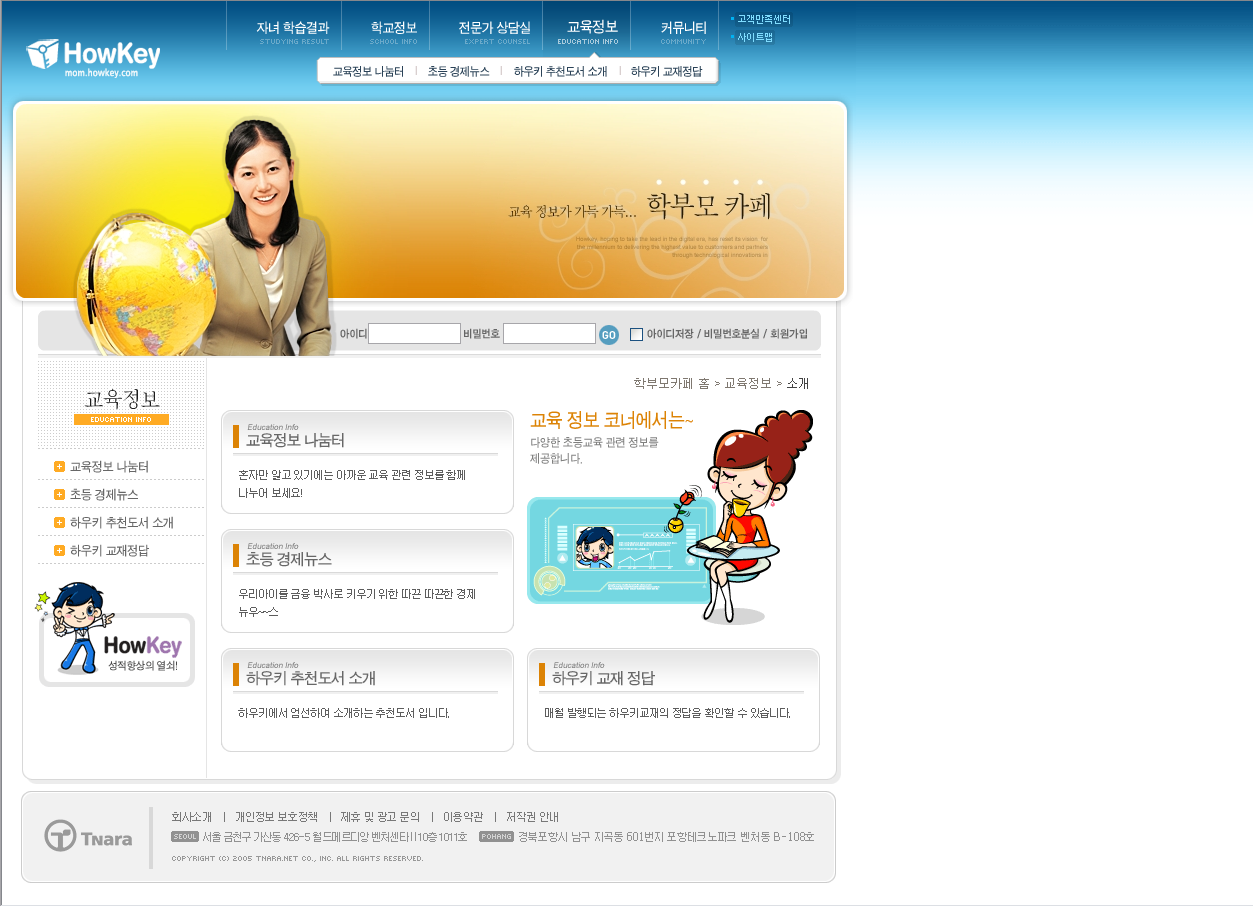 HowKey
mom.howkey.com
자녀 학습결과
STUDYING RESULT
학교정보
SCHOOL INFO
전문가 상담실
EXPERT COUNSEL
교육정보
EDUCATION INFO
커뮤니티
COMMUNITY
고객만족센터
사이트맵
교육정보 나눔터 | 초등 경제뉴스 | 하우키 추천도서 소개 | 하우키 교재정답
교육 정보가 가득 가득... 학부모 카페
Howkey, hoping to take the lead in the digital era, has reset its vision for
the millennium to delivering the highest value to customers and partners
through technological innovations in
아이디 비밀번호 GO 아이디저장 / 비밀번호분실 / 회원가입
교육정보
EDUCATION INFO
교육정보 나눔터
초등 경제뉴스
하우키 추천도서 소개
하우키 교재정답
HowKey
성적향상의 열쇠!
학부모카페 홈 > 교육정보 > 소개
Education Info
교육정보 나눔터
혼자만 알고 있기에는 아까운 교육 관련 정보를 함께
나누어 보세요!
교육 정보 코너에서는~
다양한 초등교육 관련 정보를
제공합니다.
Education Info
초등 경제뉴스
우리아이를 금융 박사로 키우기 위한 따끈 따끈한 경제
뉴우~~스
Education Info
하우키 추천도서 소개
하우키에서 엄선하여 소개하는 추천도서 입니다.
Education Info
하우키 교재 정답
매월 발행되는 하우키교재의 정답을 확인할 수 있습니다.
Tnara
회사소개 | 개인정보 보호정책 | 제휴 및 광고 문의 | 이용약관 | 저작권 안내
SEOUL 서울 금천구 가산동 426-5 월드메르디앙 벤처센타II 10층 1011호 POHANG 경북포항시 남구 지곡동 601번지 포항테크노파크 벤처동 B-108호
COPYRIGHT (C) 2005 TNARA.NET CO., INC. ALL RIGHTS RESERVED.